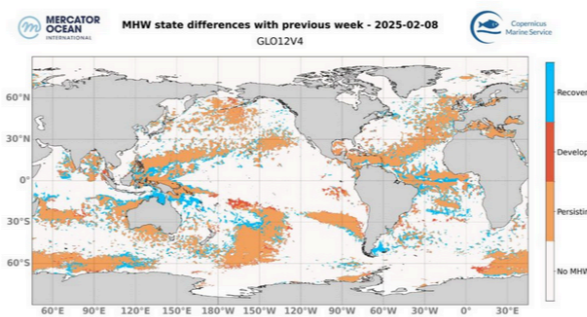 MERCATOR
OCEAN
INTERNATIONAL
MHW state differences with previous week - 2025-02-08
GLO12V4
Copernicus
Marine Service
60°N
30°N
0°
30°S
60°S
60°E 90°E 120°E 150°E 180°W 150°W 120°W 90°W 60°W 30°W 0° 30°E
Recover
Develop
Persistin
No MHW